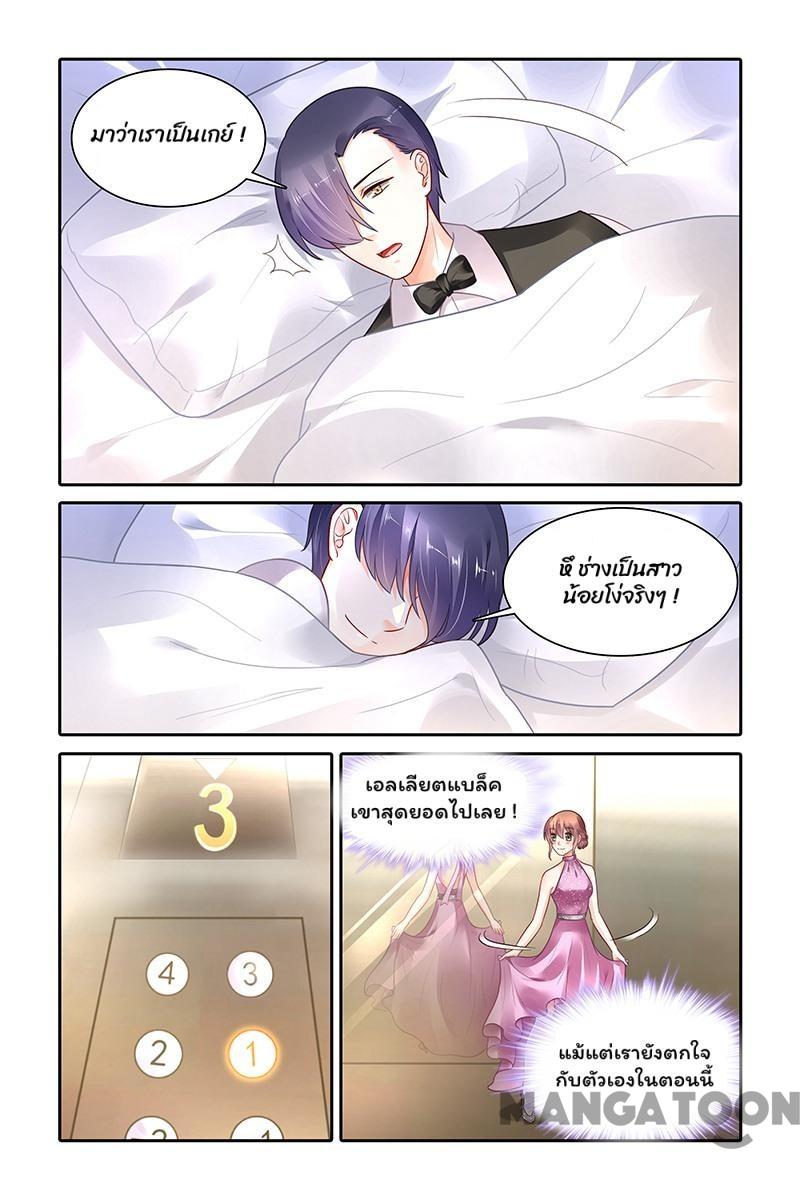 มาว่าเราเป็นเกย์ !
หึ ช่างเป็นสาว
น้อยโง่จริงๆ !
3
4
3
2
1
เอลเลียตแบล็ค
เขาสุดยอดไปเลย !
แม้แต่เรายังตกใจ
กับตัวเองในตอนนี้
MANGATOON